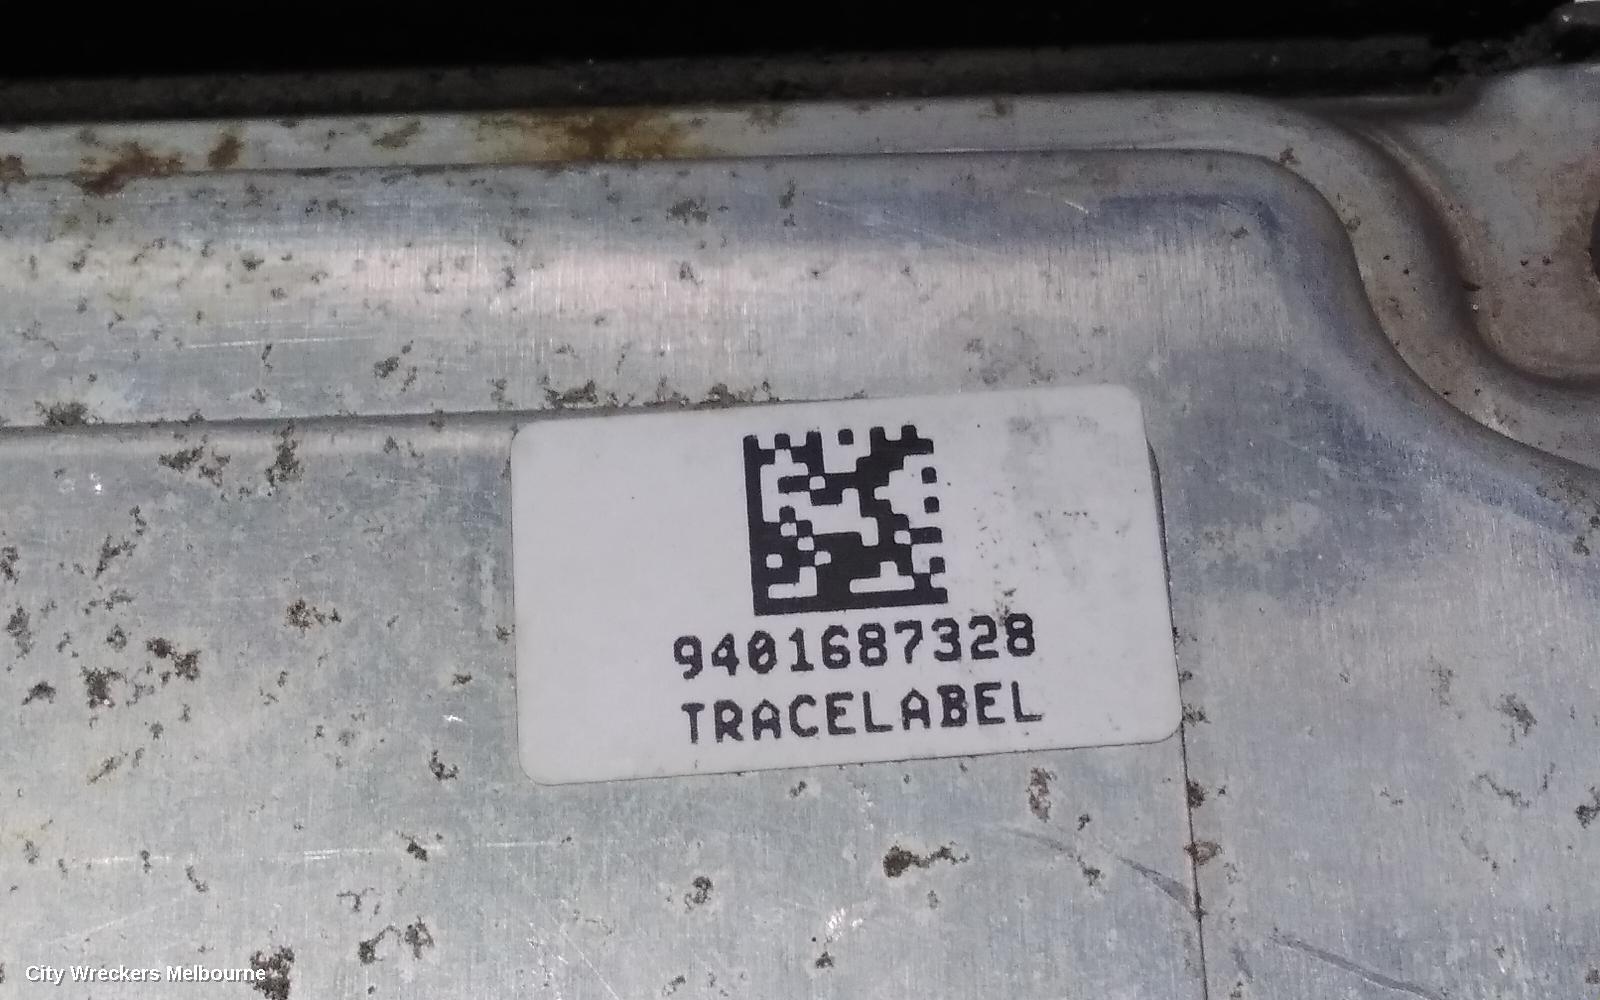 9401687328
TRACELABEL
City Wreckers Melbourne